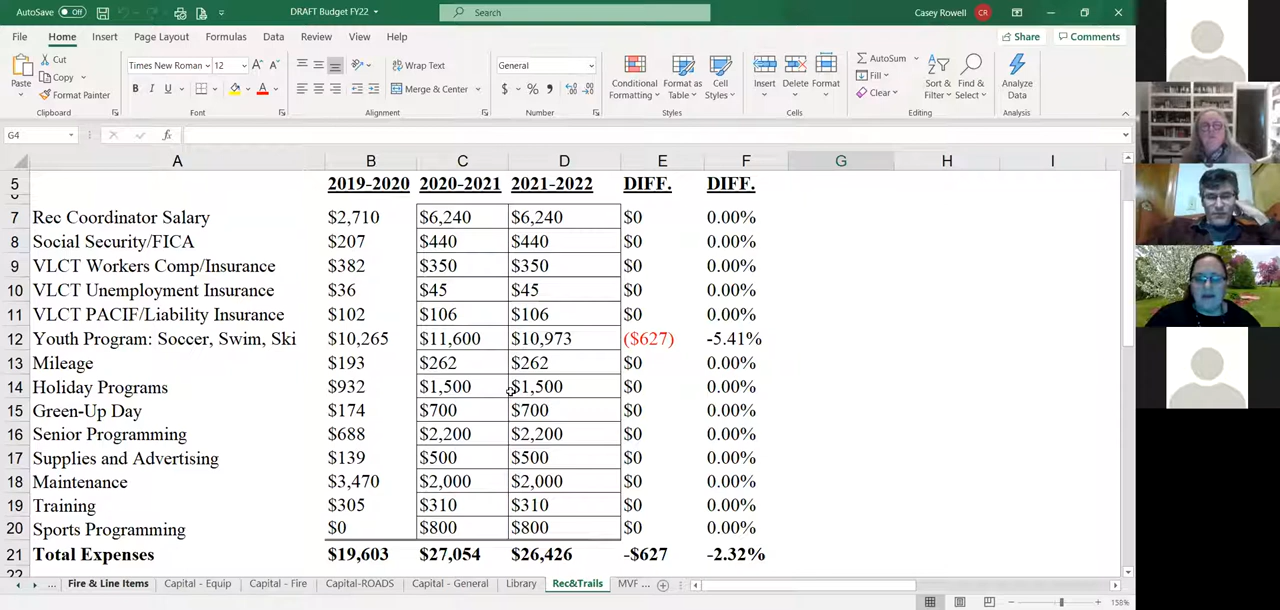 AutoSave Off DRAFT Budget FY22 Search Casey Rowell CR
File Home Insert Page Layout Formulas Data Review View Help Share Comments
Paste Cut Copy Format Painter Clipboard
Times New Roman 12 A A B I U A Font
Wrap Text Merge & Center Alignment
General $ % , Number
Conditional Formatting Format as Table Cell Styles Styles
Insert Delete Format Cells
AutoSum Fill Clear Sort & Filter Find & Select Editing
Analyze Data Analysis
G4 fx
A B C D E F G H I
5 2019-2020 2020-2021 2021-2022 DIFF. DIFF.
7 Rec Coordinator Salary $2,710 $6,240 $6,240 $0 0.00%
8 Social Security/FICA $207 $440 $440 $0 0.00%
9 VLCT Workers Comp/Insurance $382 $350 $350 $0 0.00%
10 VLCT Unemployment Insurance $36 $45 $45 $0 0.00%
11 VLCT PACIF/Liability Insurance $102 $106 $106 $0 0.00%
12 Youth Program: Soccer, Swim, Ski $10,265 $11,600 $10,973 ($627) -5.41%
13 Mileage $193 $262 $262 $0 0.00%
14 Holiday Programs $932 $1,500 $1,500 $0 0.00%
15 Green-Up Day $174 $700 $700 $0 0.00%
16 Senior Programming $688 $2,200 $2,200 $0 0.00%
17 Supplies and Advertising $139 $500 $500 $0 0.00%
18 Maintenance $3,470 $2,000 $2,000 $0 0.00%
19 Training $305 $310 $310 $0 0.00%
20 Sports Programming $0 $800 $800 $0 0.00%
21 Total Expenses $19,603 $27,054 $26,426 -$627 -2.32%
... Fire & Line Items Capital - Equip Capital - Fire Capital-ROADS Capital - General Library Rec&Trails MVF ...
158%